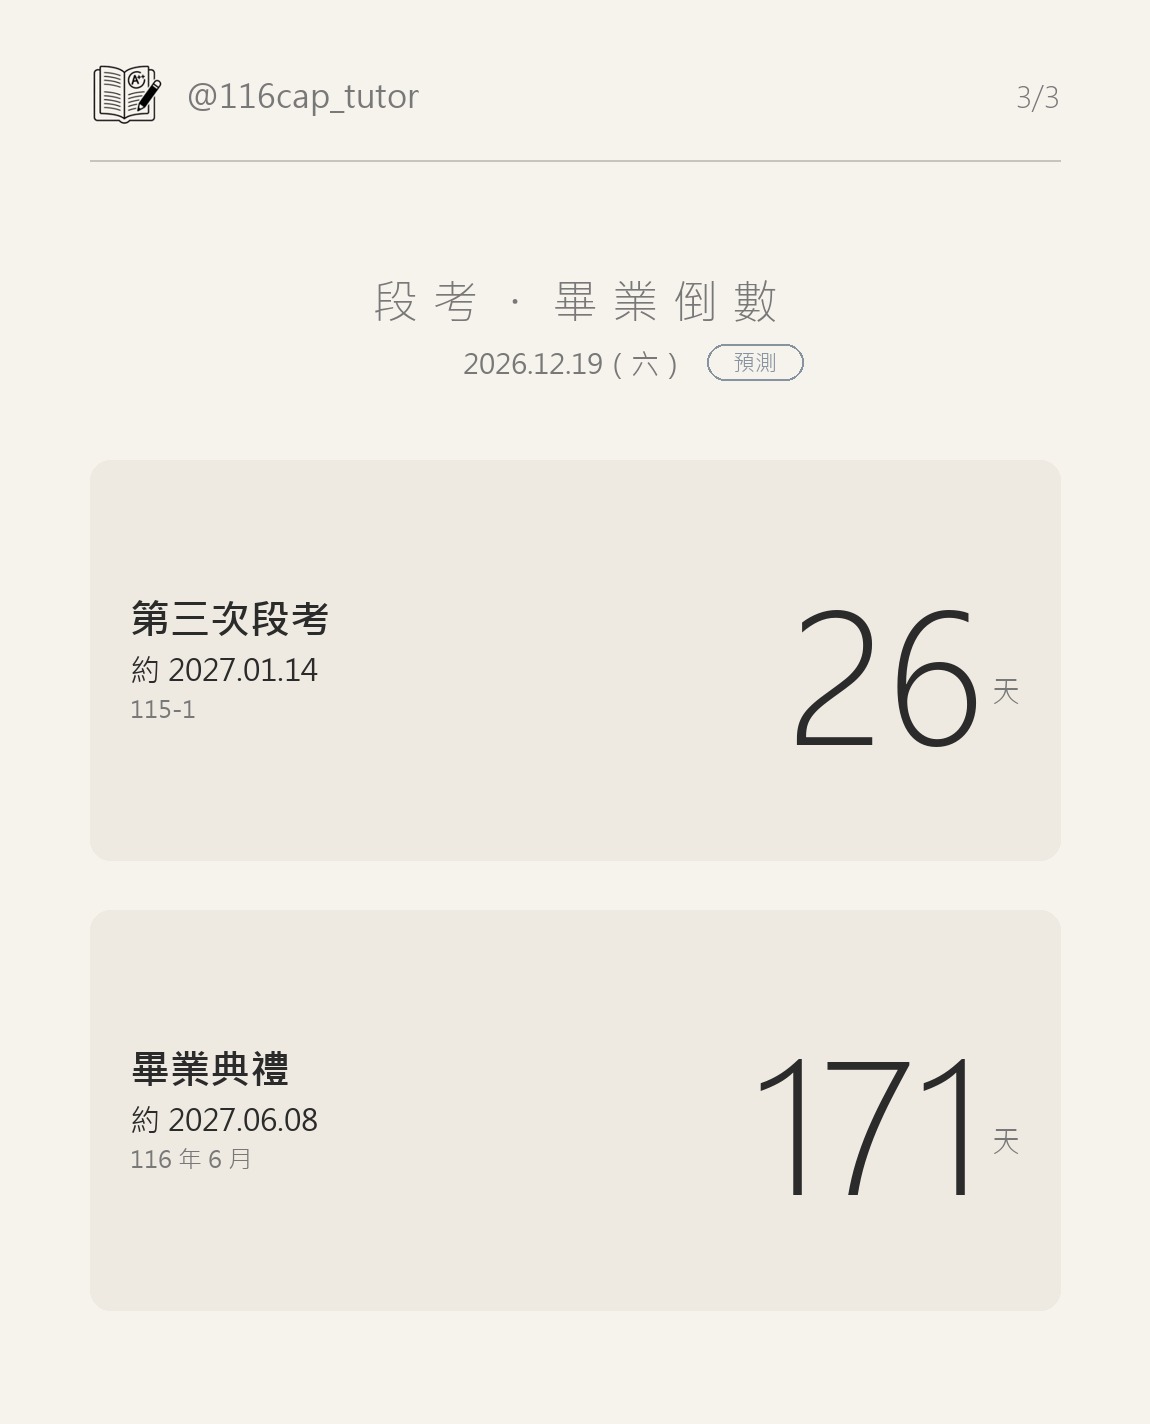 A++
@116cap_tutor
3/3
段考·畢業倒數
2026.12.19 ( 六 )
預測
第三次段考
約 2027.01.14
115-1
26 天
畢業典禮
約 2027.06.08
116 年 6 月
171 天